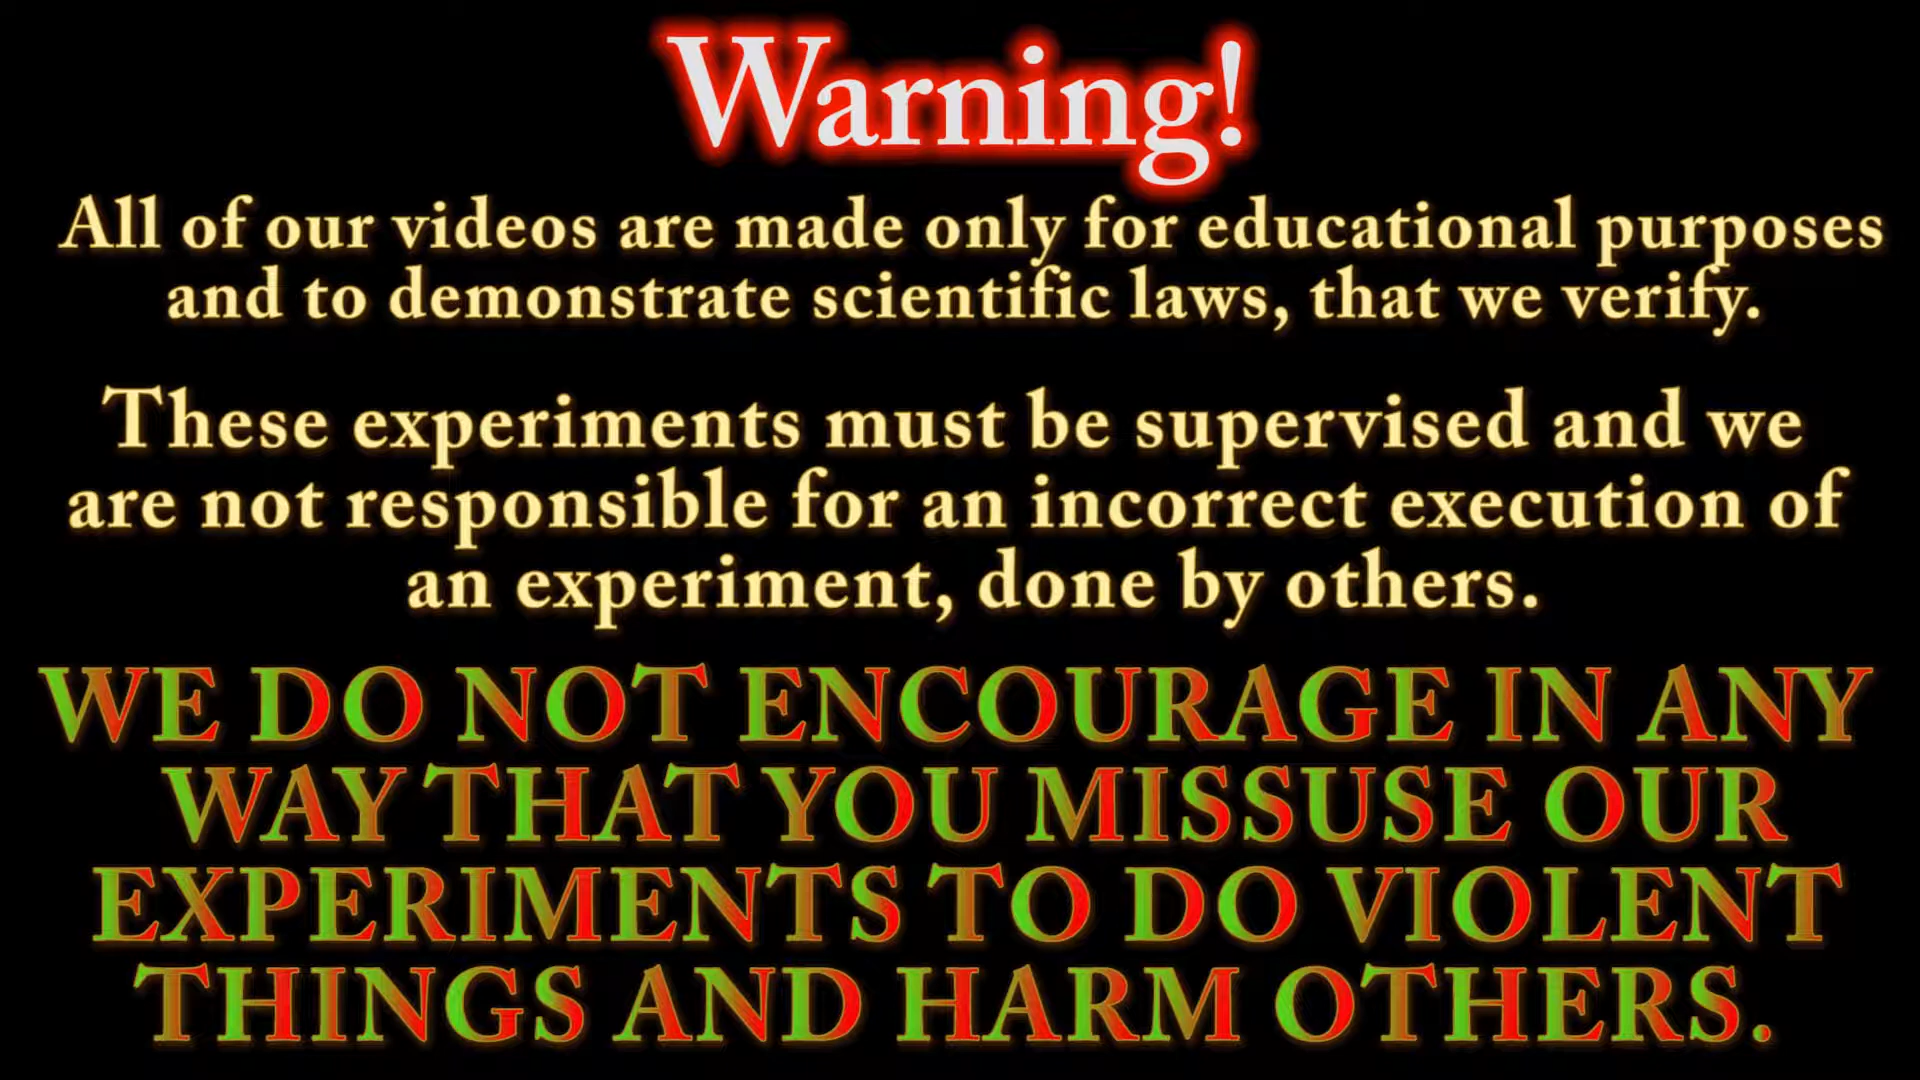 Warning!
All of our videos are made only for educational purposes
and to demonstrate scientific laws, that we verify.
These experiments must be supervised and we
are not responsible for an incorrect execution of
an experiment, done by others.
WE DO NOT ENCOURAGE IN ANY
WAY THAT YOU MISSUSE OUR
EXPERIMENTS TO DO VIOLENT
THINGS AND HARM OTHERS.